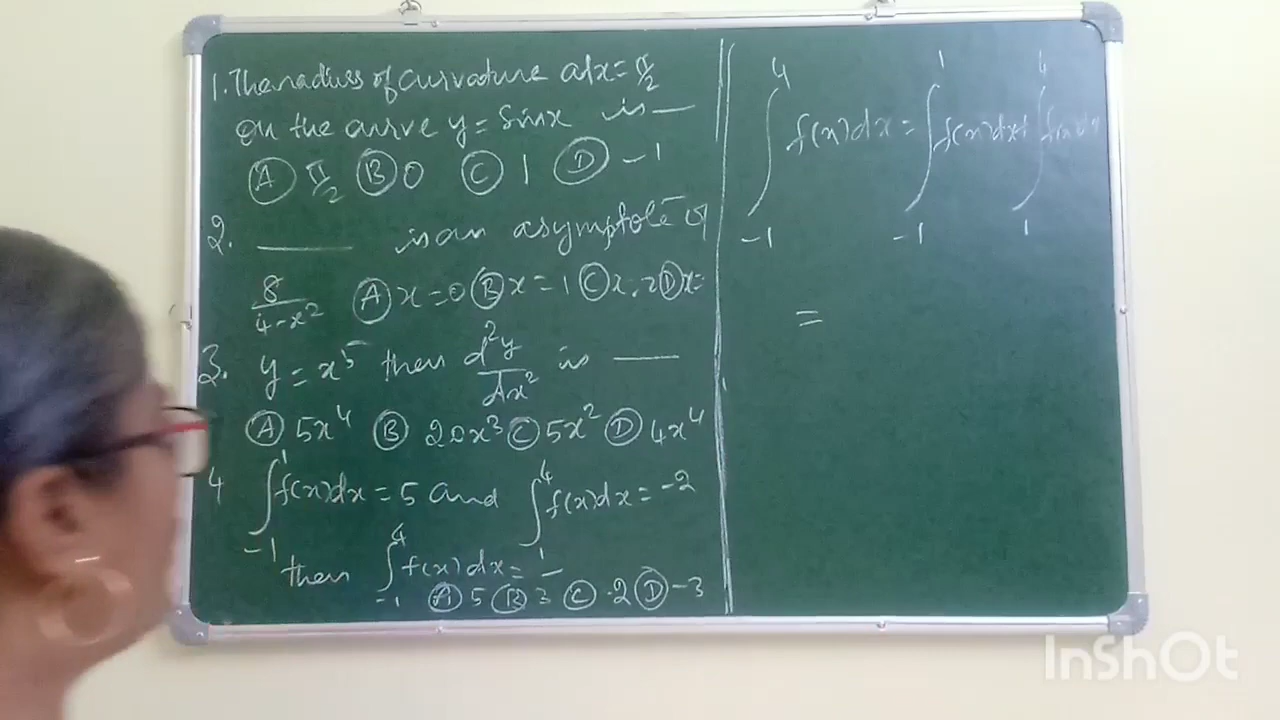 1. The radius of curvature at x = π/2
on the curve y = sinx is —
Ⓐ π/2 Ⓑ 0 Ⓒ 1 Ⓓ -1
2. ____ is an asymptote of
8/(4-x²) Ⓐ x=0 Ⓑ x=1 Ⓒ x=2 Ⓓ x=
3. y = x⁵ then d²y/dx² is ____
Ⓐ 5x⁴ Ⓑ 20x³ Ⓒ 5x² Ⓓ 4x⁴
4 ∫₋₁¹ f(x)dx = 5 and ∫₁⁴ f(x)dx = -2
then ∫₋₁⁴ f(x)dx = —
Ⓐ 5 Ⓑ 3 Ⓒ -2 Ⓓ -3
∫₋₁⁴ f(x)dx = ∫₋₁¹ f(x)dx + ∫₁⁴ f(x)dx
=
InShOt